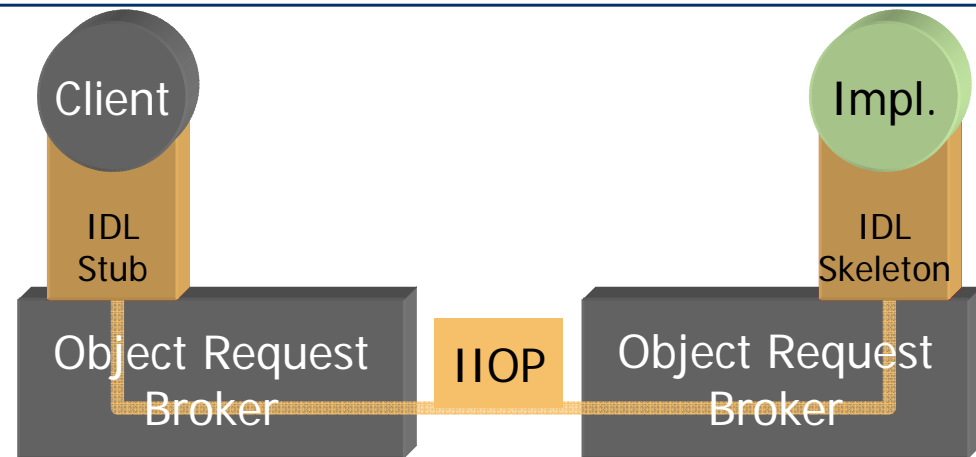 Client
Impl.
IDL
Stub
IDL
Skeleton
Object Request
Broker
IIOP
Object Request
Broker